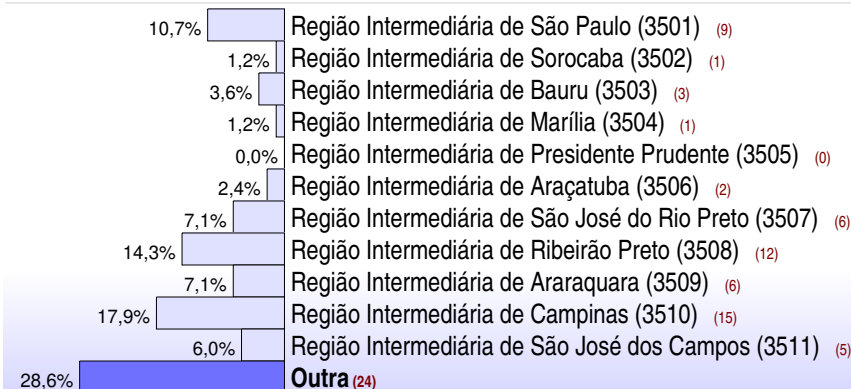 10,7% Região Intermediária de São Paulo (3501) (9)
1,2% Região Intermediária de Sorocaba (3502) (1)
3,6% Região Intermediária de Bauru (3503) (3)
1,2% Região Intermediária de Marília (3504) (1)
0,0% Região Intermediária de Presidente Prudente (3505) (0)
2,4% Região Intermediária de Araçatuba (3506) (2)
7,1% Região Intermediária de São José do Rio Preto (3507) (6)
14,3% Região Intermediária de Ribeirão Preto (3508) (12)
7,1% Região Intermediária de Araraquara (3509) (6)
17,9% Região Intermediária de Campinas (3510) (15)
6,0% Região Intermediária de São José dos Campos (3511) (5)
28,6% Outra (24)